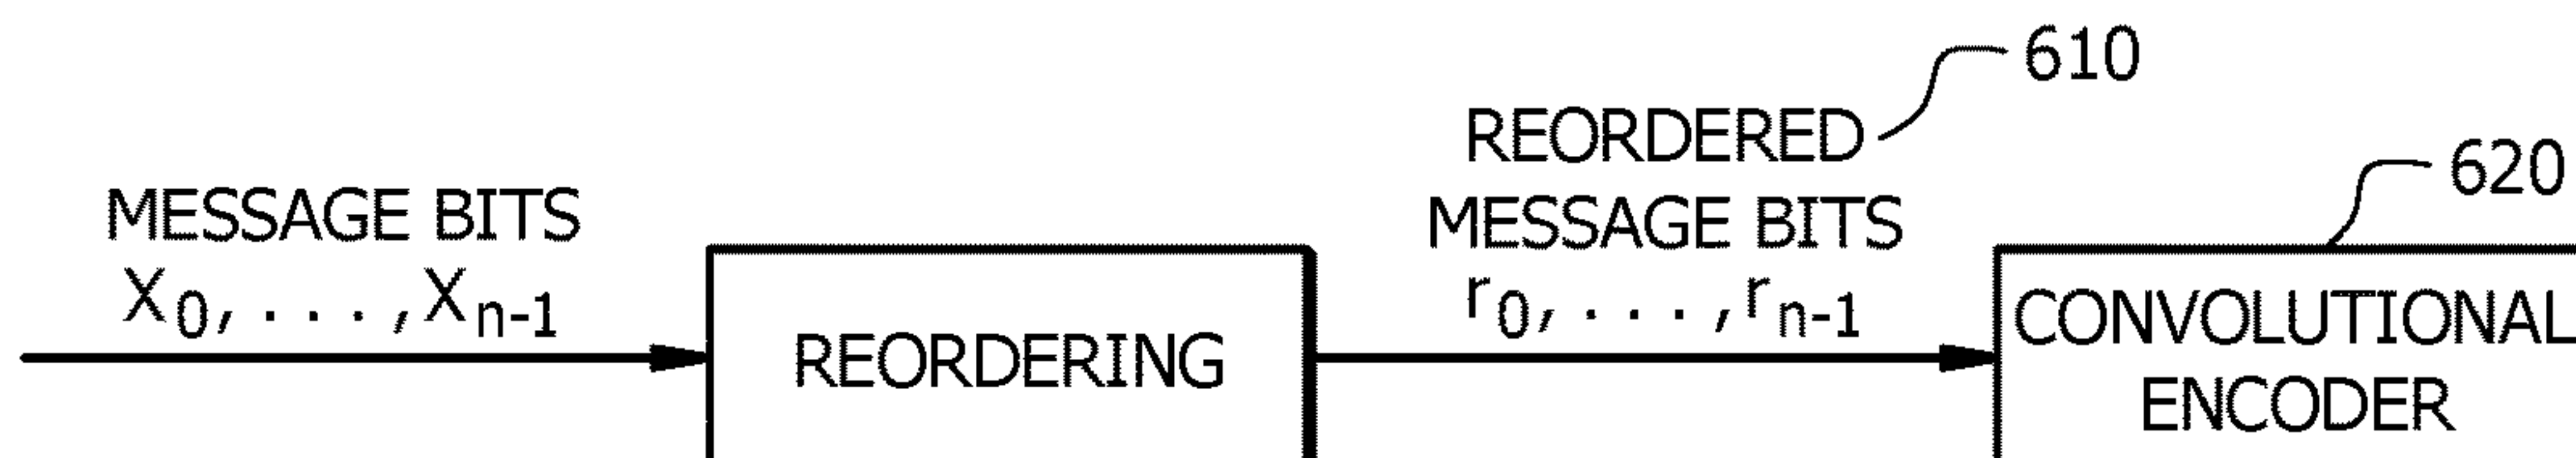 610
REORDERED
620
MESSAGE BITS
MESSAGE BITS
X0, . . . ,Xn-1
r0, . . . ,rn-1
REORDERING
CONVOLUTIONAL
ENCODER